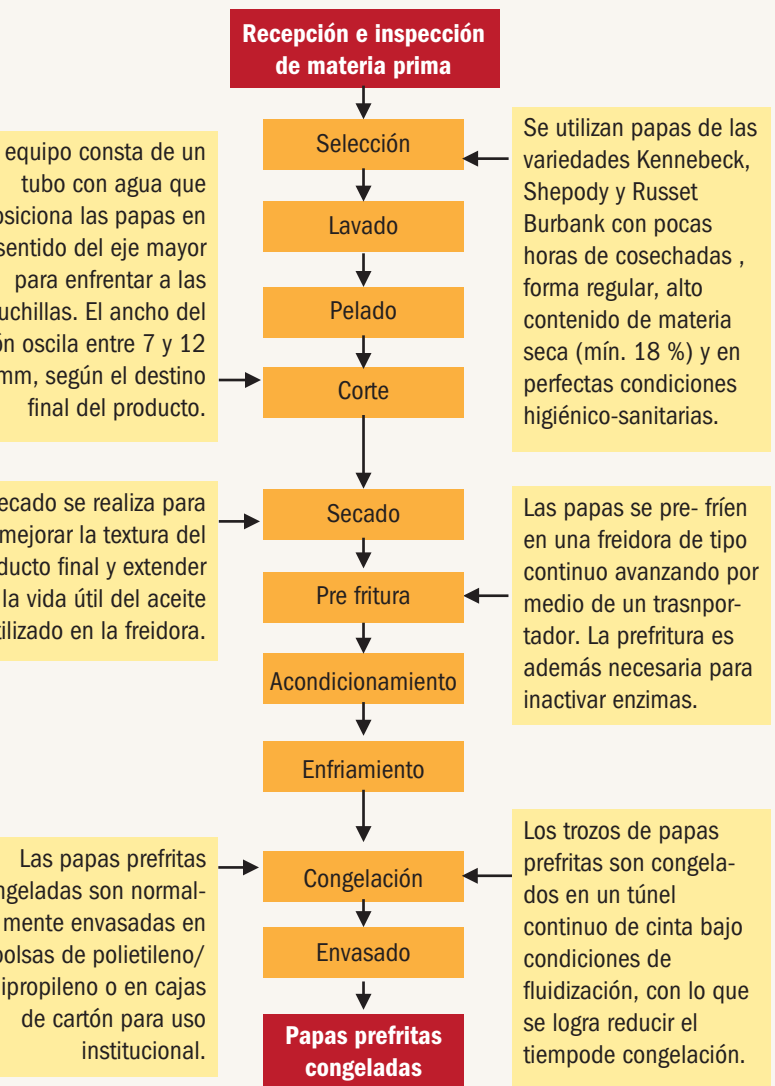 Recepción e inspección
de materia prima
Selección
Se utilizan papas de las
variedades Kennebeck,
Shepody y Russet
Burbank con pocas
horas de cosechadas ,
forma regular, alto
contenido de materia
seca (mín. 18 %) y en
perfectas condiciones
higiénico-sanitarias.
Lavado
Pelado
equipo consta de un
tubo con agua que
osiciona las papas en
sentido del eje mayor
para enfrentar a las
uchillas. El ancho del
ón oscila entre 7 y 12
mm, según el destino
final del producto.
Corte
ecado se realiza para
mejorar la textura del
ducto final y extender
la vida útil del aceite
tilizado en la freidora.
Secado
Pre fritura
Las papas se pre- fríen
en una freidora de tipo
continuo avanzando por
medio de un trasnpor-
tador. La prefritura es
además necesaria para
inactivar enzimas.
Acondicionamiento
Enfriamiento
Las papas prefritas
ngeladas son normal-
mente envasadas en
bolsas de polietileno/
ipropileno o en cajas
de cartón para uso
institucional.
Congelación
Los trozos de papas
prefritas son congela-
dos en un túnel
continuo de cinta bajo
condiciones de
fluidización, con lo que
se logra reducir el
tiempode congelación.
Envasado
Papas prefritas
congeladas